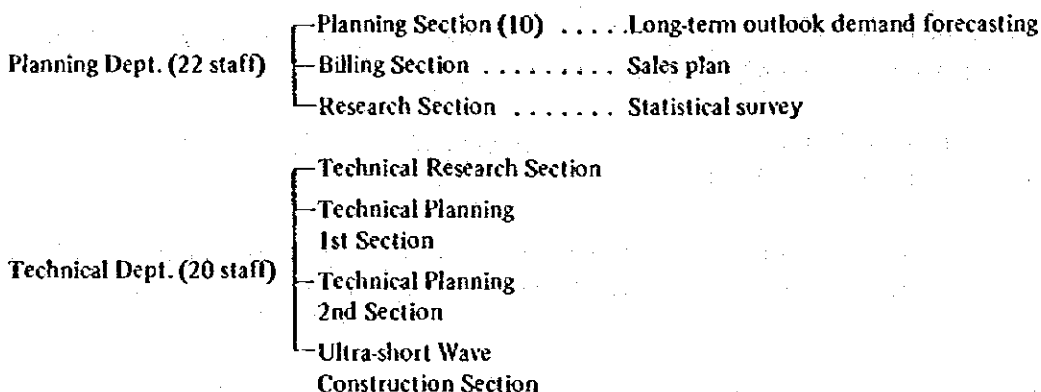 Planning Section (10) . . . . . Long-term outlook demand forecasting
Planning Dept. (22 staff)
Billing Section . . . . . . . . . Sales plan
Research Section . . . . . . . Statistical survey
Technical Research Section
Technical Planning
1st Section
Technical Dept. (20 staff)
Technical Planning
2nd Section
Ultra-short Wave
Construction Section